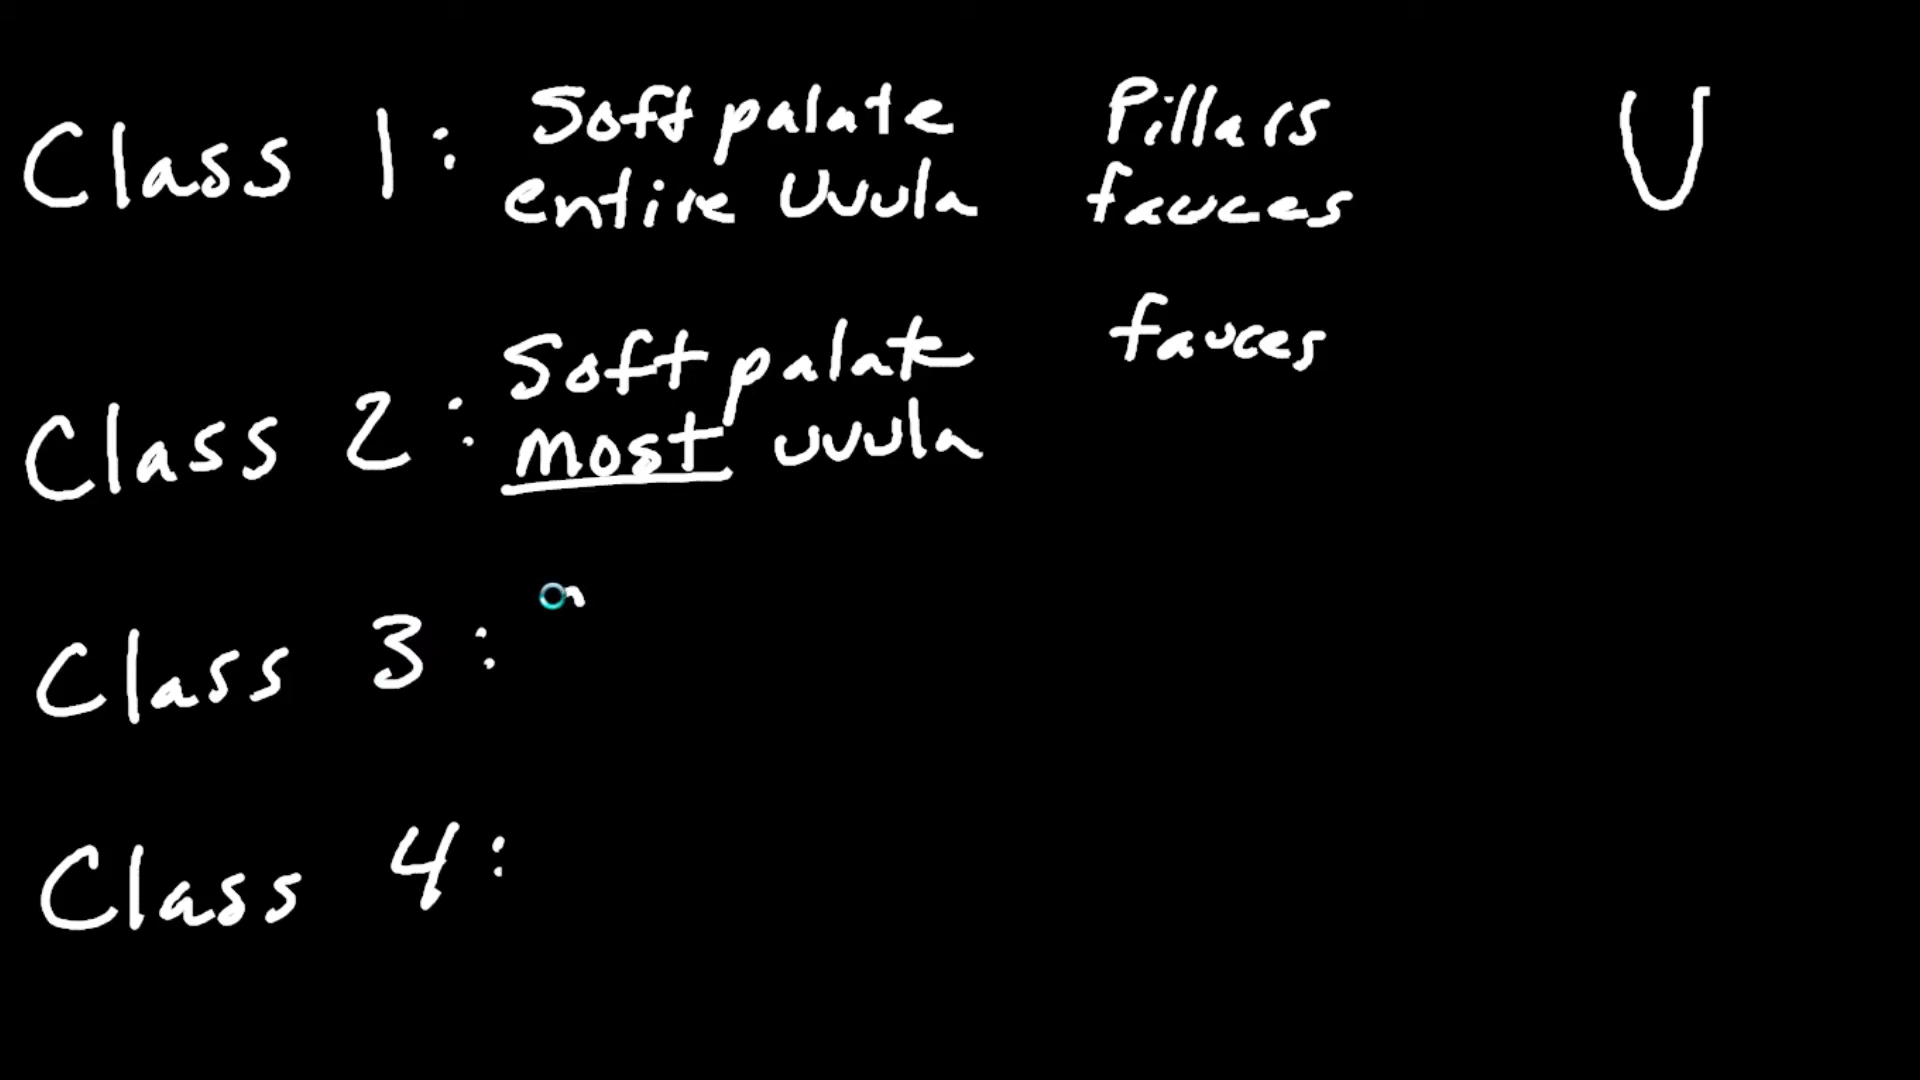 Class 1: Soft palate
entire Uvula
Pillars
fauces
U
Class 2: Soft palate
most uvula
fauces
Class 3:
Class 4: